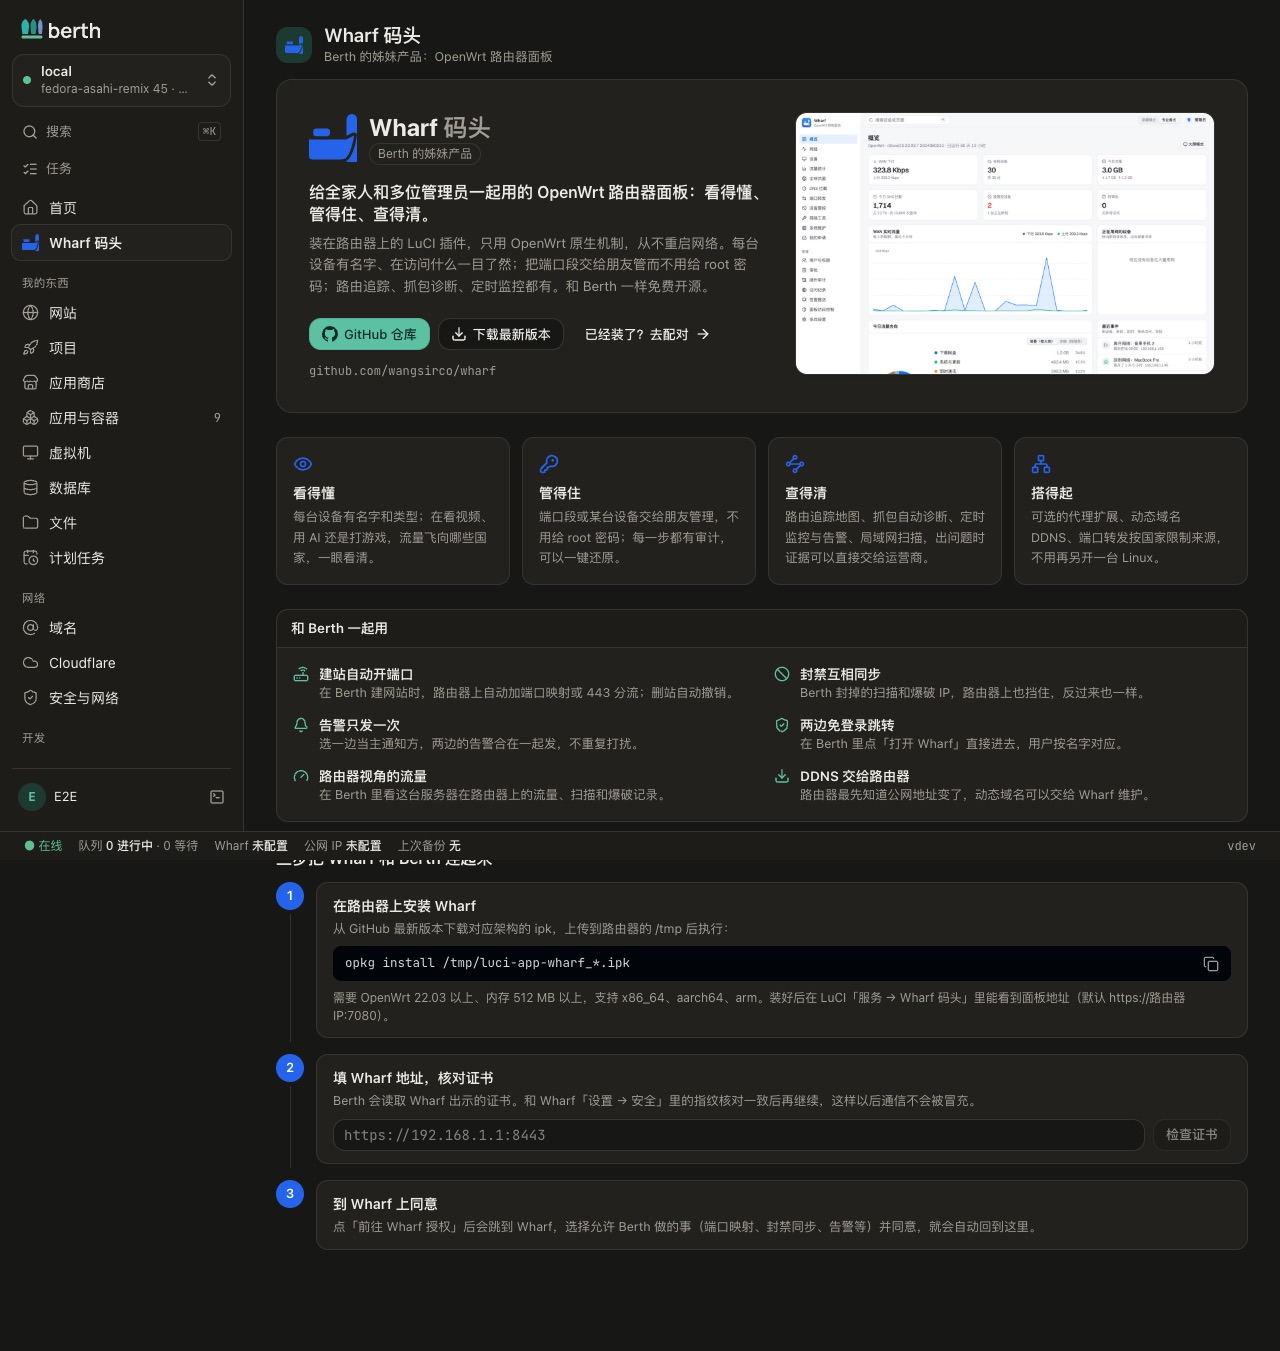 berth
local
fedora-asahi-remix 45 · ...
搜索
⌘K
任务
首页
Wharf 码头
我的东西
网站
项目
应用商店
应用与容器
9
虚拟机
数据库
文件
计划任务
网络
域名
Cloudflare
安全与网络
开发
E
E2E
Wharf 码头
Berth 的姊妹产品：OpenWrt 路由器面板
Wharf 码头
Berth 的姊妹产品
给全家人和多位管理员一起用的 OpenWrt 路由器面板：看得懂、
管得住、查得清。
装在路由器上的 LuCI 插件，只用 OpenWrt 原生机制，从不重启网络。每台
设备有名字、在访问什么一目了然；把端口段交给朋友管而不用给 root 密
码；路由追踪、抓包诊断、定时监控都有。和 Berth 一样免费开源。
GitHub 仓库
下载最新版本
已经装了？去配对 →
github.com/wangsirco/wharf
Wharf
概览
323.8 Kbps
30
3.0 GB
1,714
2
0
看得懂
每台设备有名字和类型；在看视频、
用 AI 还是打游戏，流量飞向哪些国
家，一眼看清。
管得住
端口段或某台设备交给朋友管理，不
用给 root 密码；每一步都有审计，
可以一键还原。
查得清
路由追踪地图、抓包自动诊断、定时
监控与告警、局域网扫描，出问题时
证据可以直接交给运营商。
搭得起
可选的代理扩展、动态域名
DDNS、端口转发按国家限制来源，
不用再另开一台 Linux。
和 Berth 一起用
建站自动开端口
在 Berth 建网站时，路由器上自动加端口映射或 443 分流；删站自动撤销。
封禁互相同步
Berth 封掉的扫描和爆破 IP，路由器上也挡住，反过来也一样。
告警只发一次
选一边当主通知方，两边的告警合在一起发，不重复打扰。
两边免登录跳转
在 Berth 里点「打开 Wharf」直接进去，用户按名字对应。
路由器视角的流量
在 Berth 里看这台服务器在路由器上的流量、扫描和爆破记录。
DDNS 交给路由器
路由器最先知道公网地址变了，动态域名可以交给 Wharf 维护。
在线
队列 0 进行中 · 0 等待
Wharf 未配置
公网 IP 未配置
上次备份 无
vdev
三步把 Wharf 和 Berth 连起来
1
在路由器上安装 Wharf
从 GitHub 最新版本下载对应架构的 ipk，上传到路由器的 /tmp 后执行：
opkg install /tmp/luci-app-wharf_*.ipk
需要 OpenWrt 22.03 以上、内存 512 MB 以上，支持 x86_64、aarch64、arm。装好后在 LuCI「服务 → Wharf 码头」里能看到面板地址（默认 https://路由器
IP:7080）。
2
填 Wharf 地址，核对证书
Berth 会读取 Wharf 出示的证书。和 Wharf「设置 → 安全」里的指纹核对一致后再继续，这样以后通信不会被冒充。
https://192.168.1.1:8443
检查证书
3
到 Wharf 上同意
点「前往 Wharf 授权」后会跳到 Wharf，选择允许 Berth 做的事（端口映射、封禁同步、告警等）并同意，就会自动回到这里。